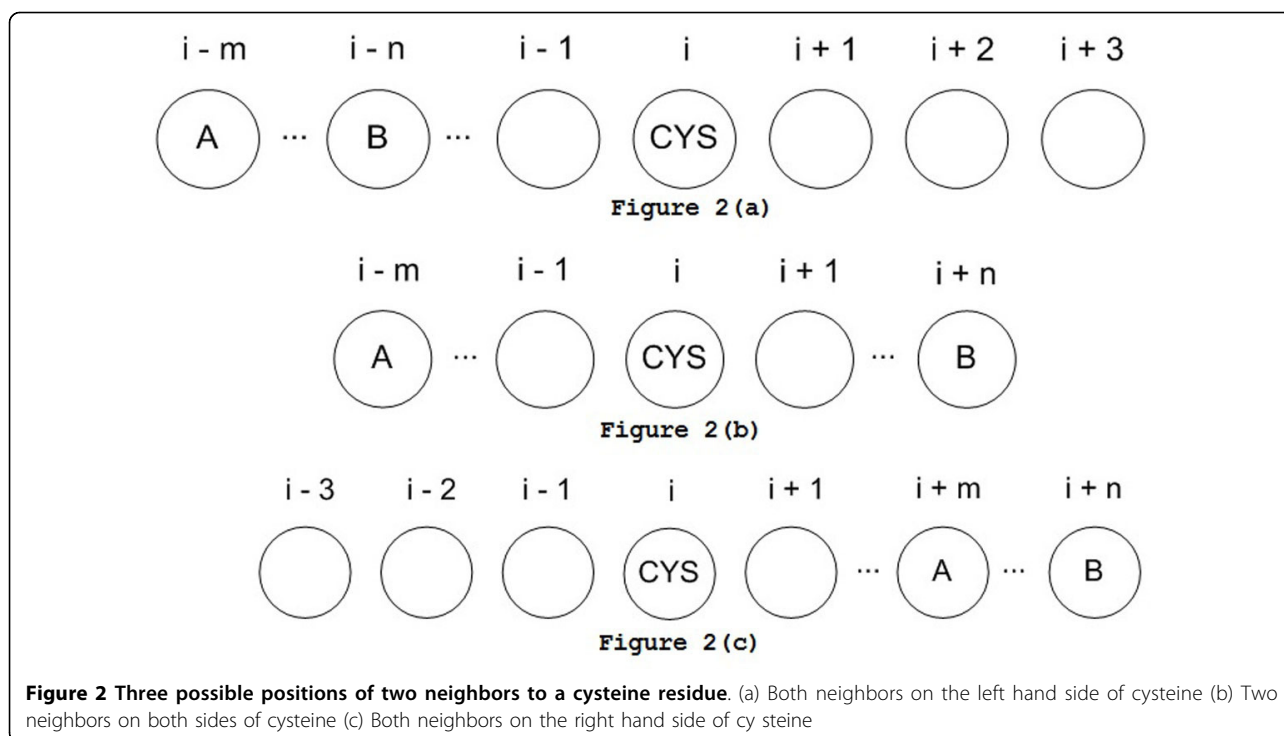 i - m i - n i - 1 i i + 1 i + 2 i + 3
A ... B ... CYS
Figure 2(a)
i - m i - 1 i i + 1 i + n
A ... CYS ... B
Figure 2(b)
i - 3 i - 2 i - 1 i i + 1 i + m i + n
CYS ... A ... B
Figure 2(c)
Figure 2 Three possible positions of two neighbors to a cysteine residue. (a) Both neighbors on the left hand side of cysteine (b) Two
neighbors on both sides of cysteine (c) Both neighbors on the right hand side of cy steine